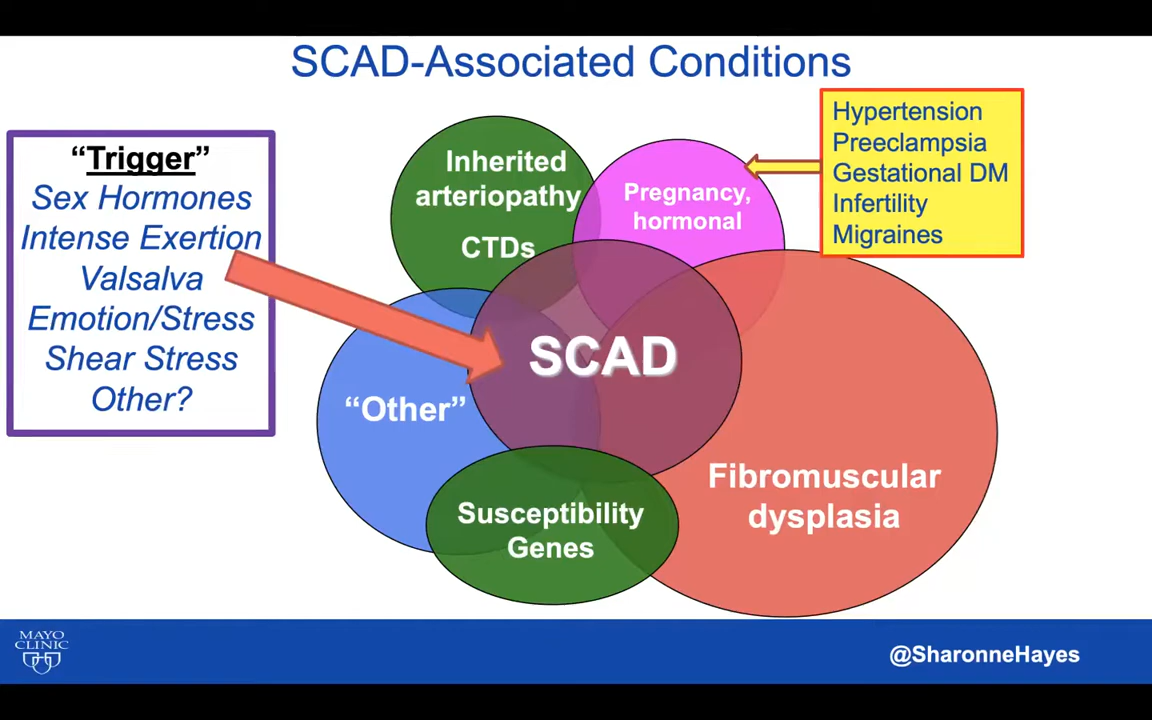 SCAD-Associated Conditions
“Trigger”
Sex Hormones
Intense Exertion
Valsalva
Emotion/Stress
Shear Stress
Other?
Inherited
arteriopathy
CTDs
Pregnancy,
hormonal
Hypertension
Preeclampsia
Gestational DM
Infertility
Migraines
SCAD
“Other”
Fibromuscular
dysplasia
Susceptibility
Genes
MAYO
CLINIC
@SharonneHayes